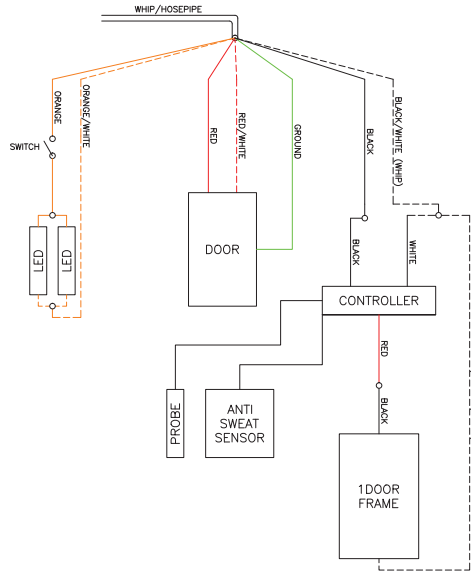 WHIP/HOSEPIPE
ORANGE
ORANGE/WHITE
SWITCH
LED
LED
RED
RED/WHITE
GROUND
DOOR
BLACK
BLACK/WHITE (WHIP)
BLACK
WHITE
CONTROLLER
RED
BLACK
PROBE
ANTI
SWEAT
SENSOR
1DOOR
FRAME